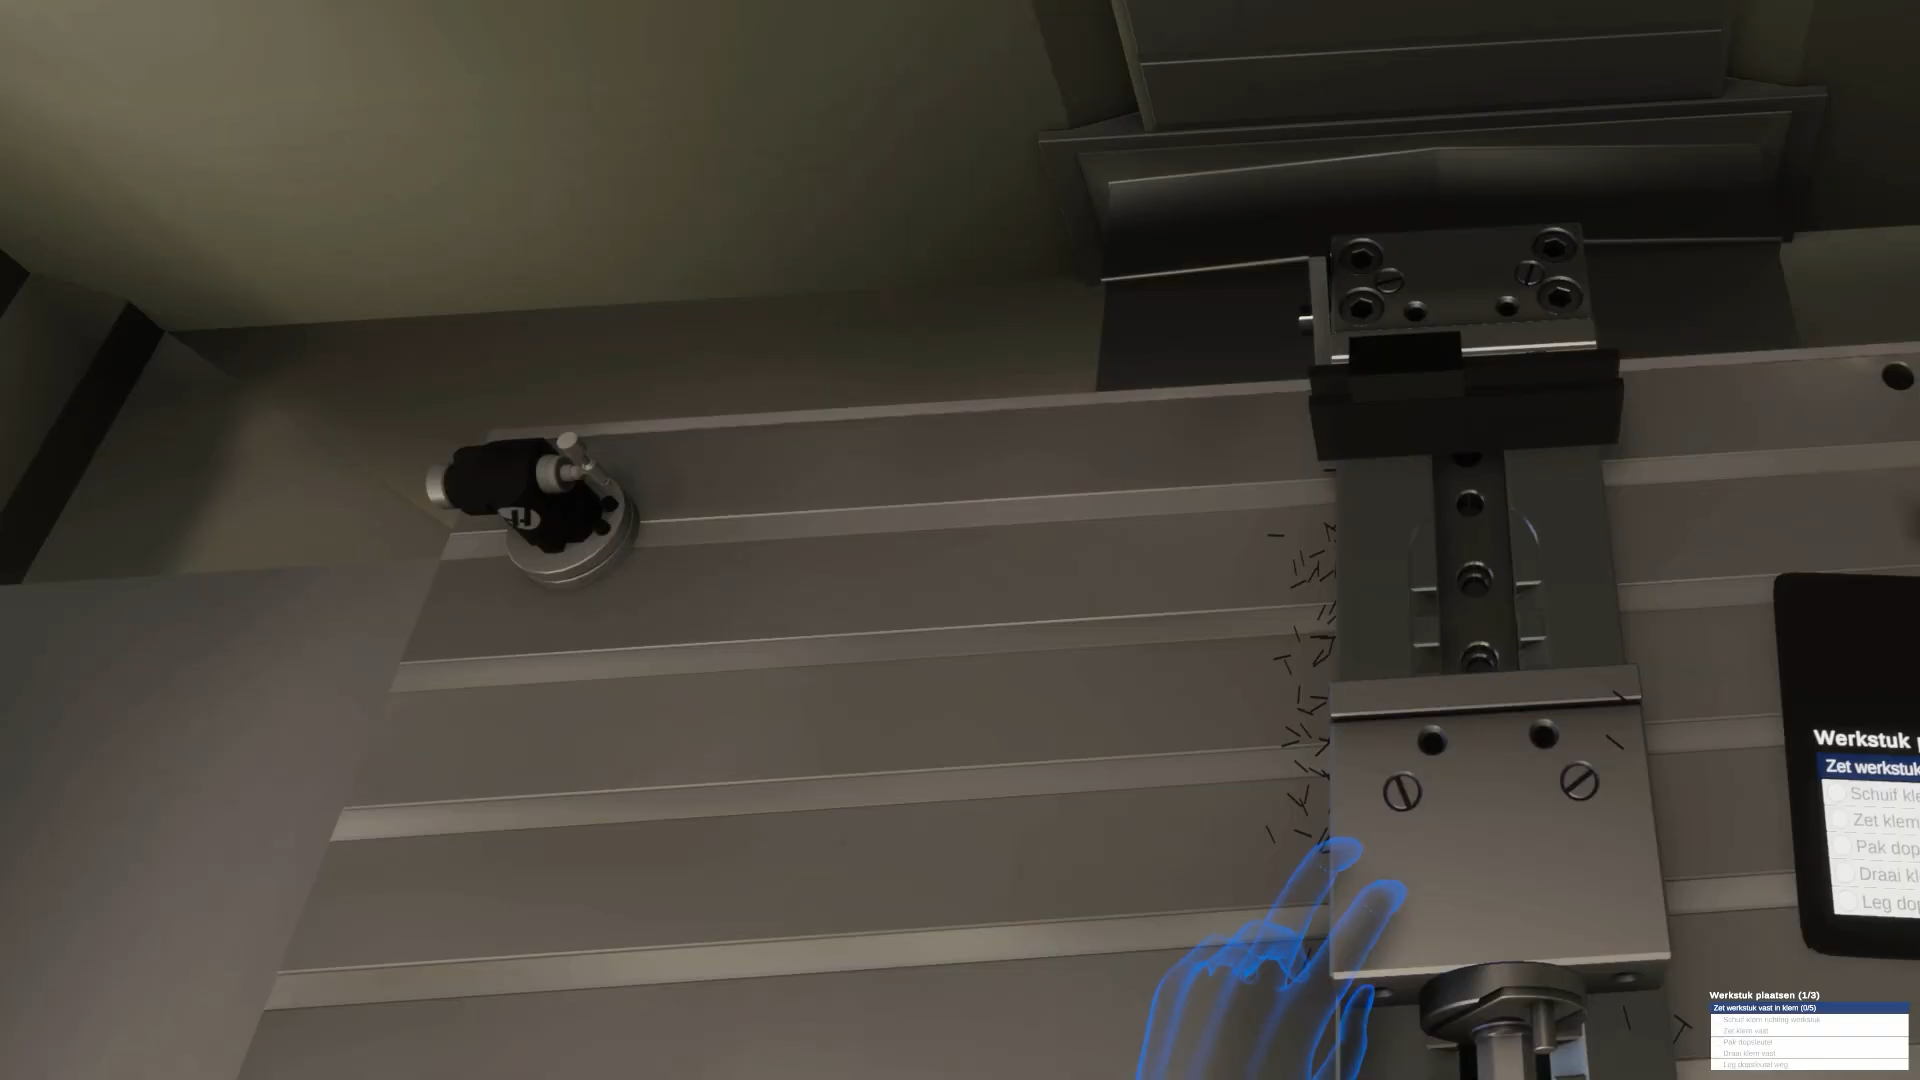 Werkstuk
Zet werkstuk
Schuif kle
Zet klem
Pak dop
Draai kl
Leg dop
Werkstuk plaatsen (1/3)
Zet werkstuk vast in klem (0/5)
Schuif klem richting werkstuk
Zet klem vast
Pak dopsleutel
Draai klem vast
Leg dopsleutel weg